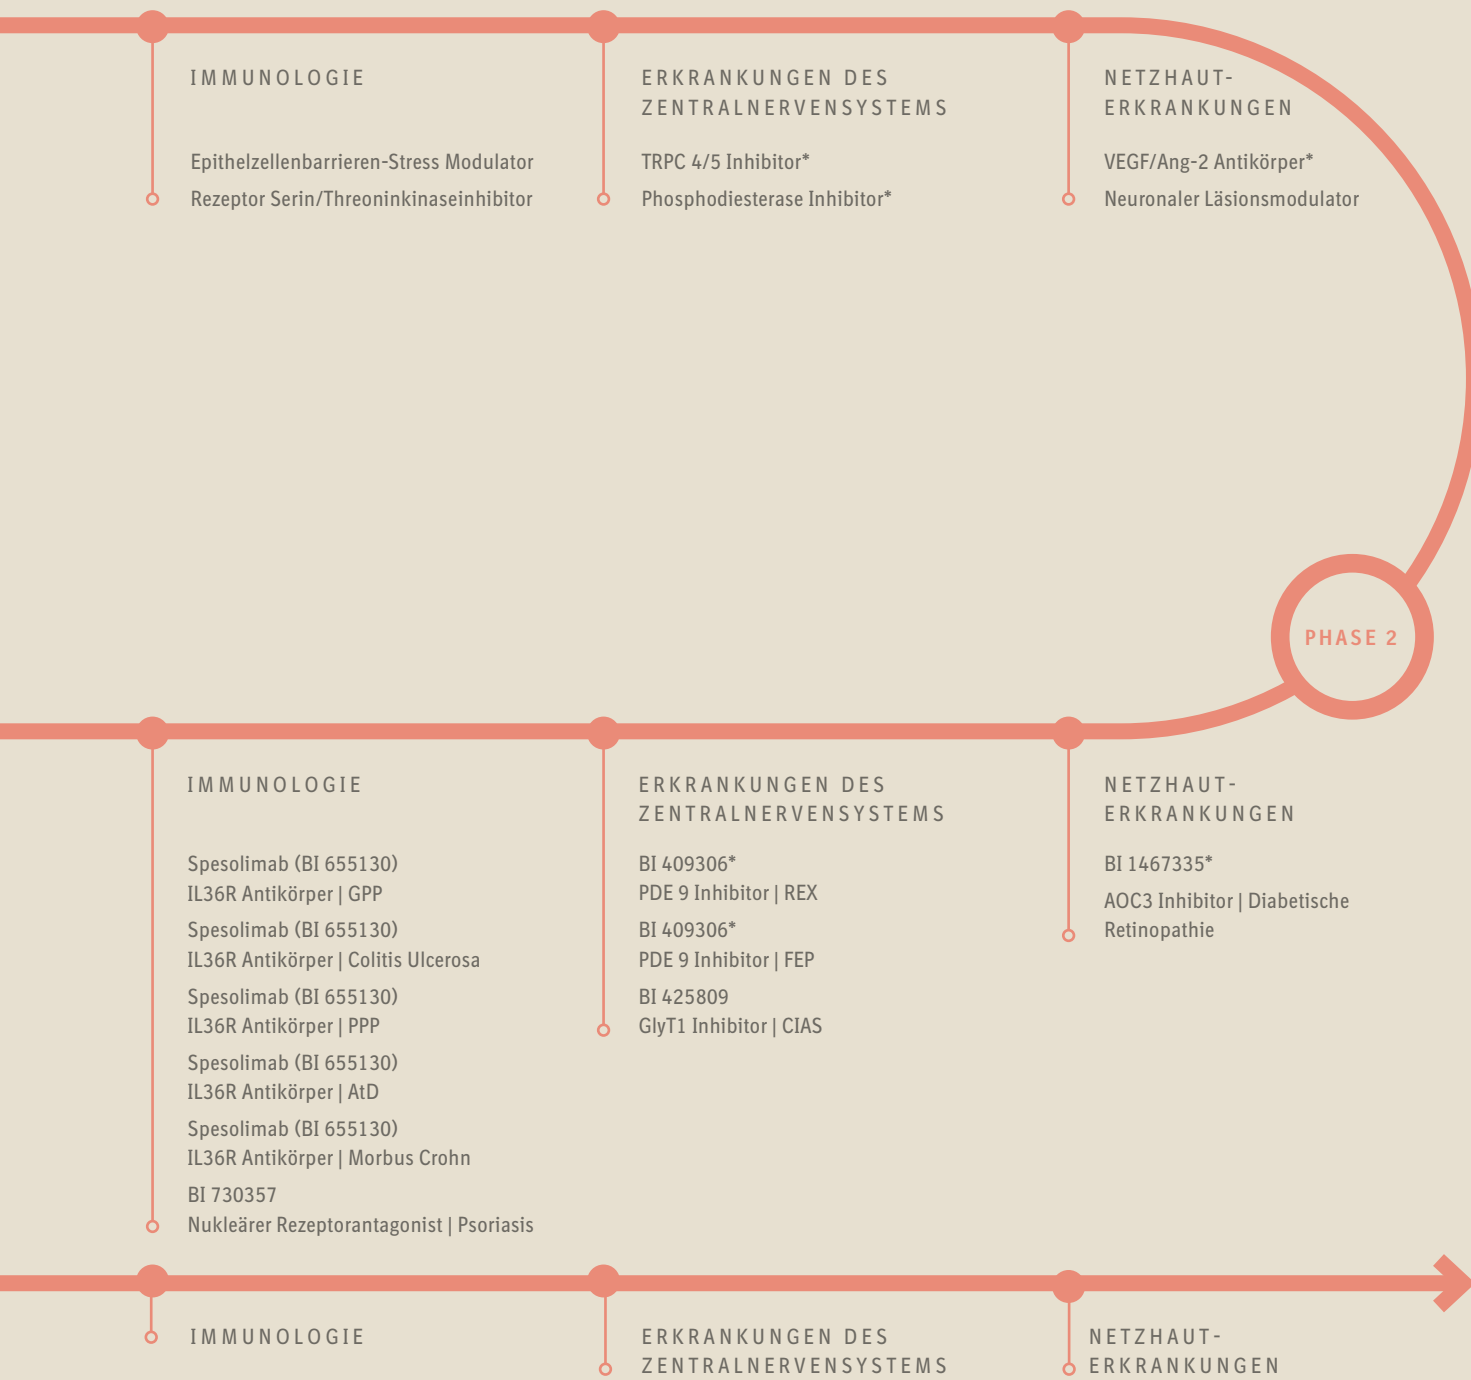 IMMUNOLOGIE
Epithelzellenbarrieren-Stress Modulator
Rezeptor Serin/Threoninkinaseinhibitor
ERKRANKUNGEN DES
ZENTRALNERVENSYSTEMS
TRPC 4/5 Inhibitor*
Phosphodiesterase Inhibitor*
NETZHAUT-
ERKRANKUNGEN
VEGF/Ang-2 Antikörper*
Neuronaler Läsionsmodulator
PHASE 2
IMMUNOLOGIE
Spesolimab (BI 655130)
IL36R Antikörper | GPP
Spesolimab (BI 655130)
IL36R Antikörper | Colitis Ulcerosa
Spesolimab (BI 655130)
IL36R Antikörper | PPP
Spesolimab (BI 655130)
IL36R Antikörper | AtD
Spesolimab (BI 655130)
IL36R Antikörper | Morbus Crohn
BI 730357
Nukleärer Rezeptorantagonist | Psoriasis
ERKRANKUNGEN DES
ZENTRALNERVENSYSTEMS
BI 409306*
PDE 9 Inhibitor | REX
BI 409306*
PDE 9 Inhibitor | FEP
BI 425809
GlyT1 Inhibitor | CIAS
NETZHAUT-
ERKRANKUNGEN
BI 1467335*
AOC3 Inhibitor | Diabetische
Retinopathie
IMMUNOLOGIE
ERKRANKUNGEN DES
ZENTRALNERVENSYSTEMS
NETZHAUT-
ERKRANKUNGEN